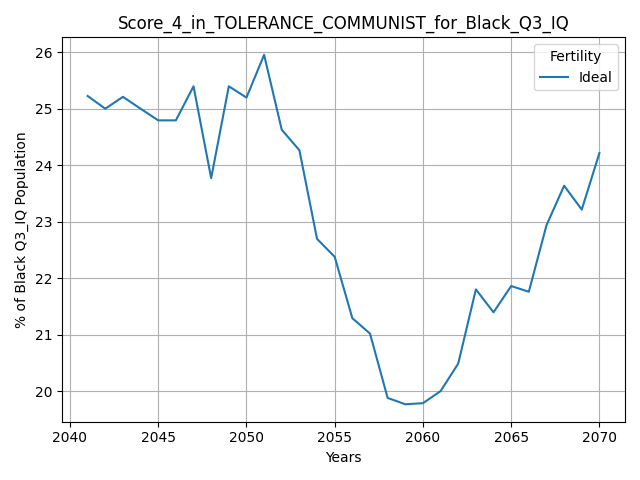 Score_4_in_TOLERANCE_COMMUNIST_for_Black_Q3_IQ
Fertility
Ideal
% of Black Q3_IQ Population
26
25
24
23
22
21
20
2040
2045
2050
2055
2060
2065
2070
Years